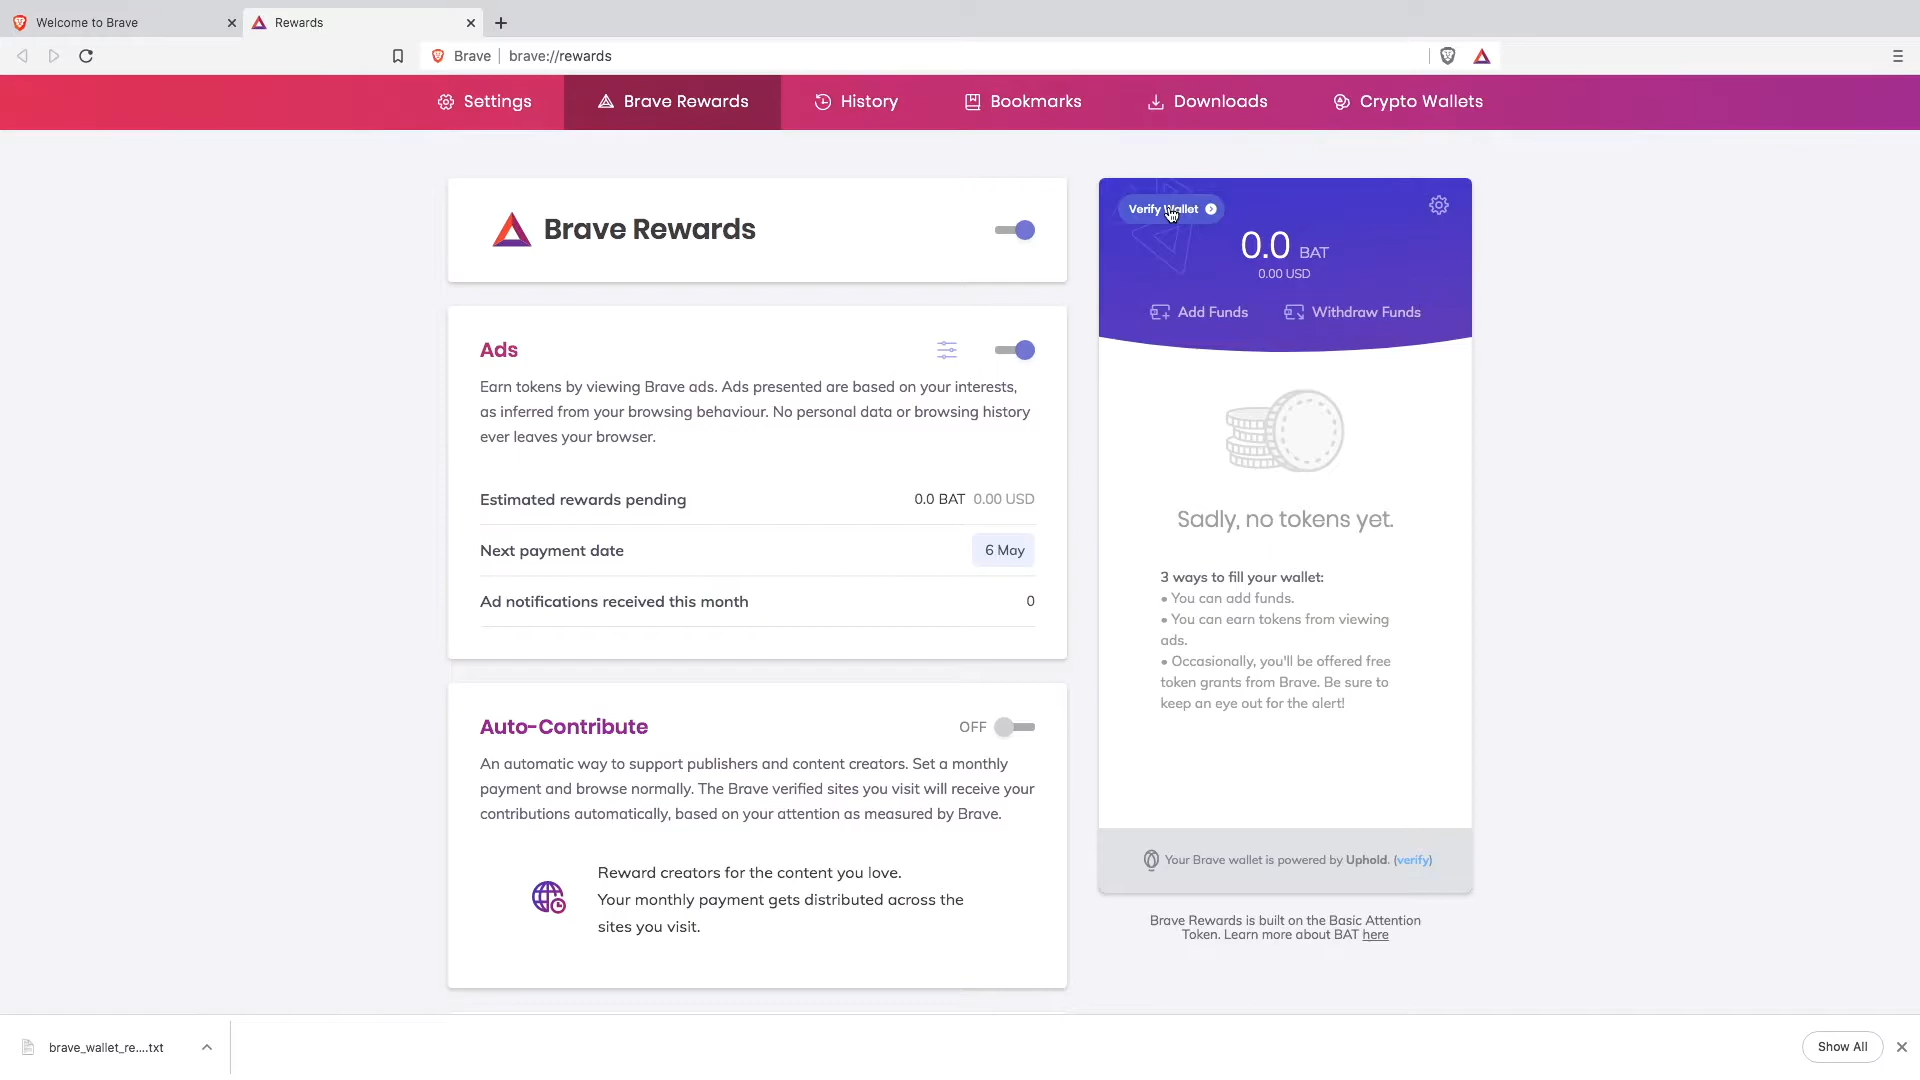 Welcome to Brave
Rewards
Brave
brave://rewards
Settings
Brave Rewards
History
Bookmarks
Downloads
Crypto Wallets
Brave Rewards
Ads
Earn tokens by viewing Brave ads. Ads presented are based on your interests,
as inferred from your browsing behaviour. No personal data or browsing history
ever leaves your browser.
Estimated rewards pending 0.0 BAT 0.00 USD
Next payment date 6 May
Ad notifications received this month 0
Auto-Contribute OFF
An automatic way to support publishers and content creators. Set a monthly
payment and browse normally. The Brave verified sites you visit will receive your
contributions automatically, based on your attention as measured by Brave.
Reward creators for the content you love.
Your monthly payment gets distributed across the
sites you visit.
Verify Wallet
0.0 BAT
0.00 USD
Add Funds
Withdraw Funds
Sadly, no tokens yet.
3 ways to fill your wallet:
• You can add funds.
• You can earn tokens from viewing
ads.
• Occasionally, you'll be offered free
token grants from Brave. Be sure to
keep an eye out for the alert!
Your Brave wallet is powered by Uphold. (verify)
Brave Rewards is built on the Basic Attention
Token. Learn more about BAT here
brave_wallet_re....txt
Show All